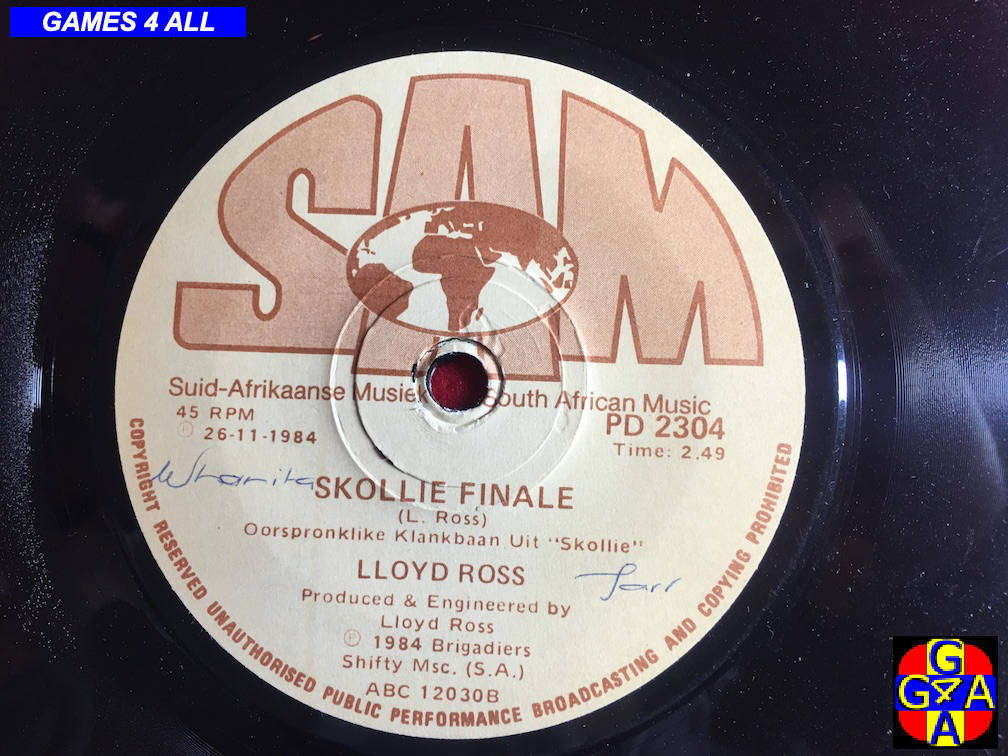 GAMES 4 ALL
SAM
Suid-Afrikaanse Musiek South African Music
45 RPM
Ⓟ 26-11-1984
PD 2304
Time: 2.49
SKOLLIE FINALE
(L. Ross)
Oorspronklike Klankbaan Uit "Skollie"
LLOYD ROSS
Produced & Engineered by
Lloyd Ross
Ⓟ 1984 Brigadiers
Shifty Msc. (S.A.)
ABC 12030B
COPYRIGHT RESERVED UNAUTHORISED PUBLIC PERFORMANCE BROADCASTING AND COPYING PROHIBITED
G
G4A
A